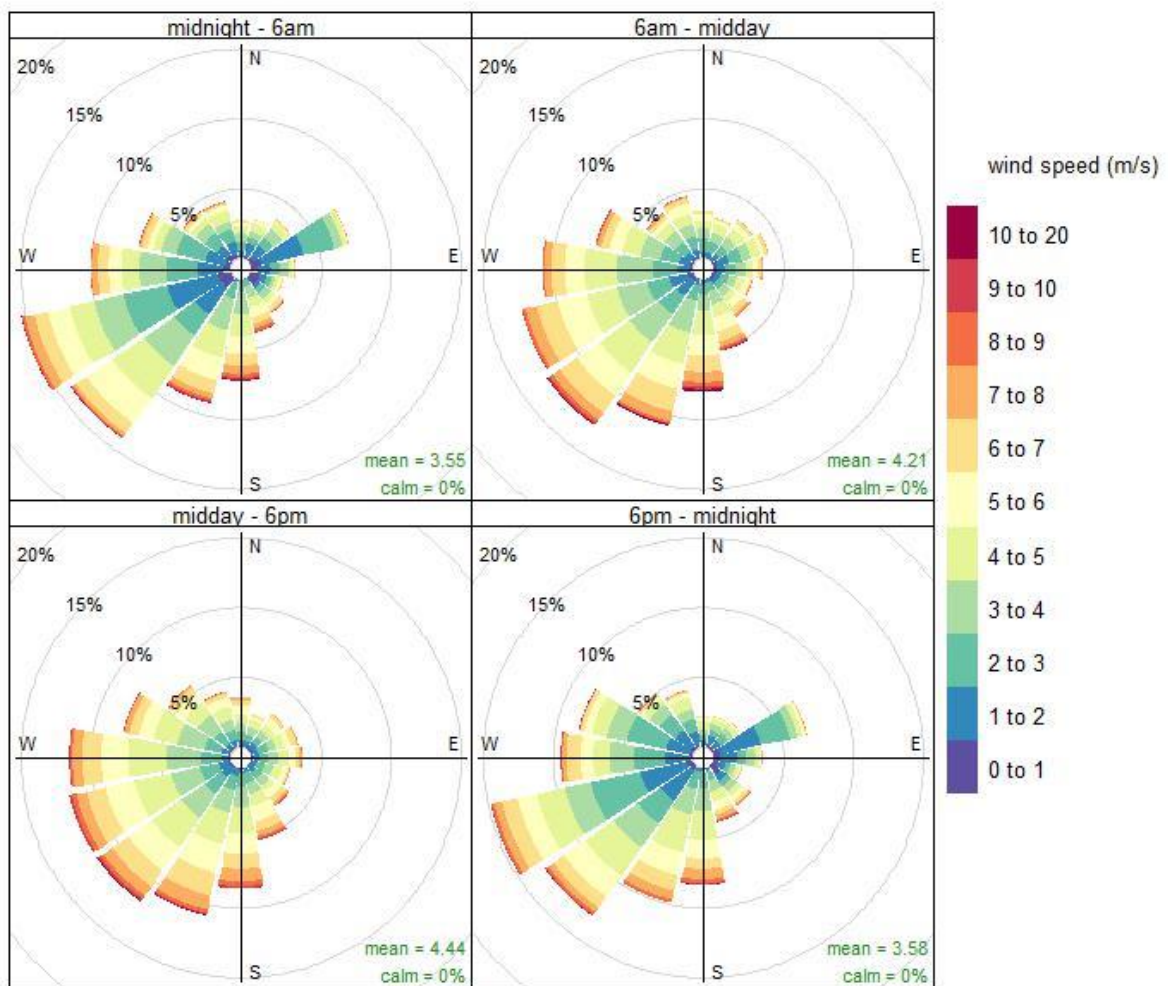 midnight - 6am
20%
N
15%
10%
5%
W
E
mean = 3.55
calm = 0%
S
6am - midday
20%
N
15%
10%
5%
W
E
mean = 4.21
calm = 0%
S
midday - 6pm
20%
N
15%
10%
5%
W
E
mean = 4.44
calm = 0%
S
6pm - midnight
20%
N
15%
10%
5%
W
E
mean = 3.58
calm = 0%
S
wind speed (m/s)
10 to 20
9 to 10
8 to 9
7 to 8
6 to 7
5 to 6
4 to 5
3 to 4
2 to 3
1 to 2
0 to 1